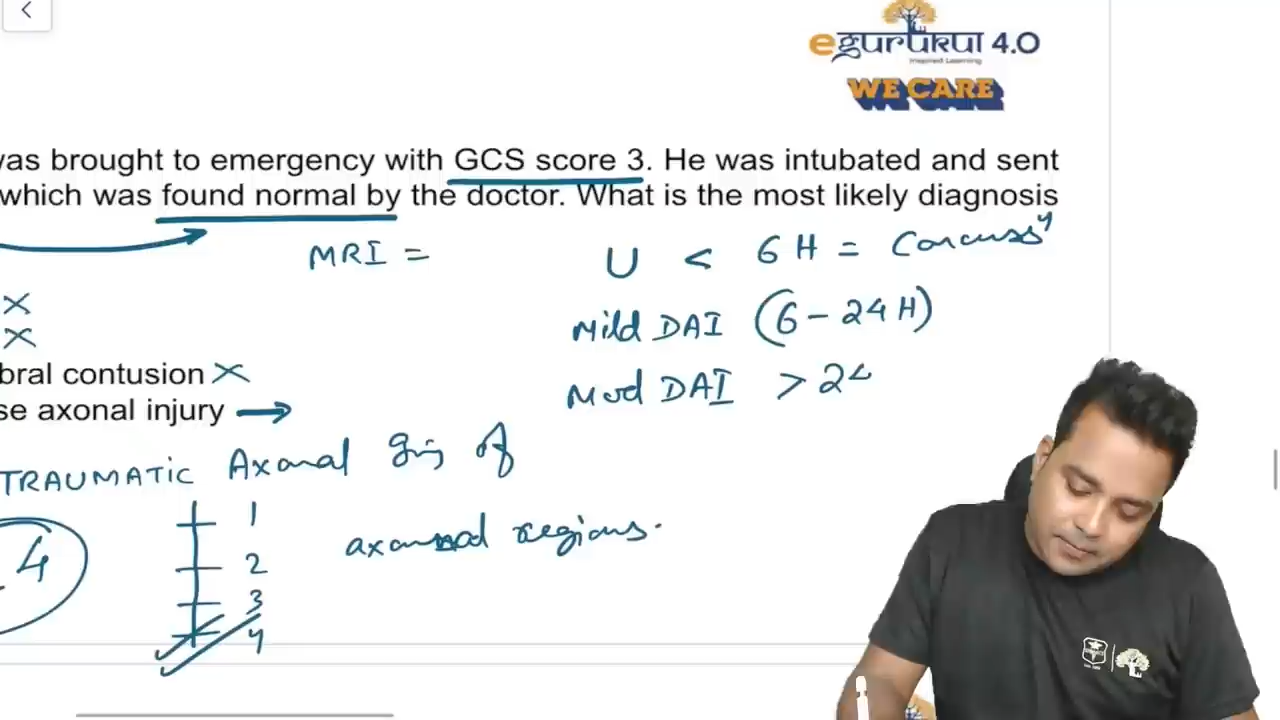 egurukul 4.0
Inspired Learning
WE CARE
was brought to emergency with GCS score 3. He was intubated and sent
which was found normal by the doctor. What is the most likely diagnosis
MRI =
U < 6 H =
Mild DAI (6 - 24 H)
bral contusion X
Mod DAI > 24
se axonal injury →
TRAUMATIC Axonal of
1
regions.
2
4
3
4